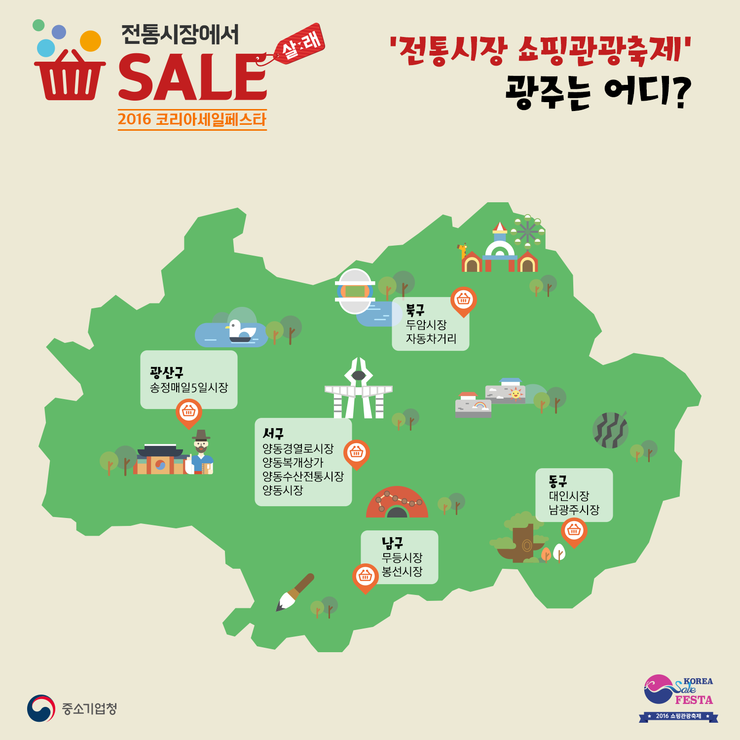 전통시장에서
SALE
살:래
2016 코리아세일페스타
'전통시장 쇼핑관광축제'
광주는 어디?
북구
두암시장
자동차거리
광산구
송정매일5일시장
서구
양동경열로시장
양동복개상가
양동수산전통시장
양동시장
동구
대인시장
남광주시장
남구
무등시장
봉선시장
중소기업청
KOREA
Sale
FESTA
2016 쇼핑관광축제